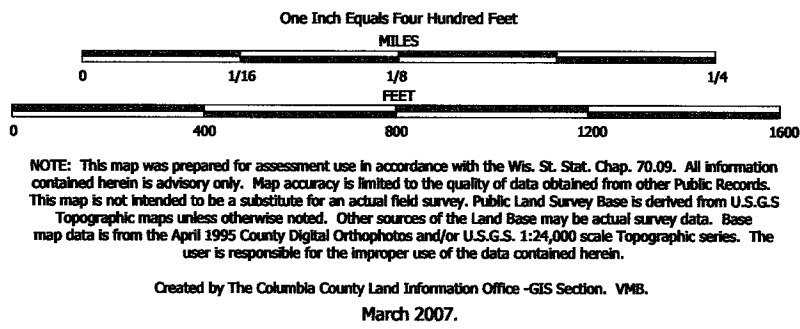 One Inch Equals Four Hundred Feet
MILES
0 1/16 1/8 1/4
FEET
0 400 800 1200 1600
NOTE: This map was prepared for assessment use in accordance with the Wis. St. Stat. Chap. 70.09. All information
contained herein is advisory only. Map accuracy is limited to the quality of data obtained from other Public Records.
This map is not intended to be a substitute for an actual field survey. Public Land Survey Base is derived from U.S.G.S
Topographic maps unless otherwise noted. Other sources of the Land Base may be actual survey data. Base
map data is from the April 1995 County Digital Orthophotos and/or U.S.G.S. 1:24,000 scale Topographic series. The
user is responsible for the improper use of the data contained herein.
Created by The Columbia County Land Information Office -GIS Section. VMB.
March 2007.